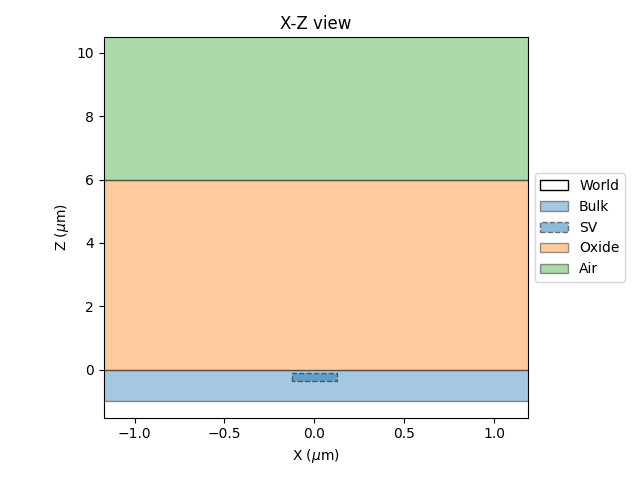 X-Z view
10
8
6
4
2
0
Z (μm)
−1.0
−0.5
0.0
0.5
1.0
X (μm)
World
Bulk
SV
Oxide
Air